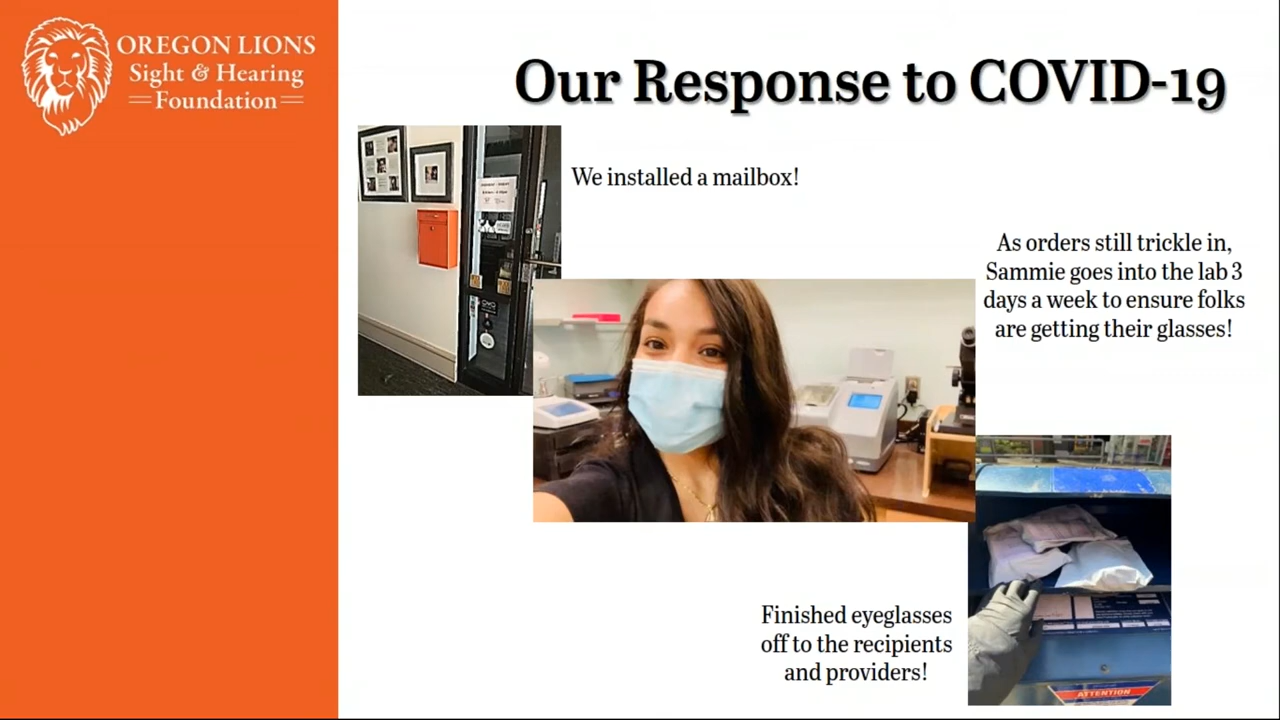 OREGON LIONS
Sight & Hearing
Foundation
Our Response to COVID-19
We installed a mailbox!
As orders still trickle in,
Sammie goes into the lab 3
days a week to ensure folks
are getting their glasses!
Finished eyeglasses
off to the recipients
and providers!
ATTENTION